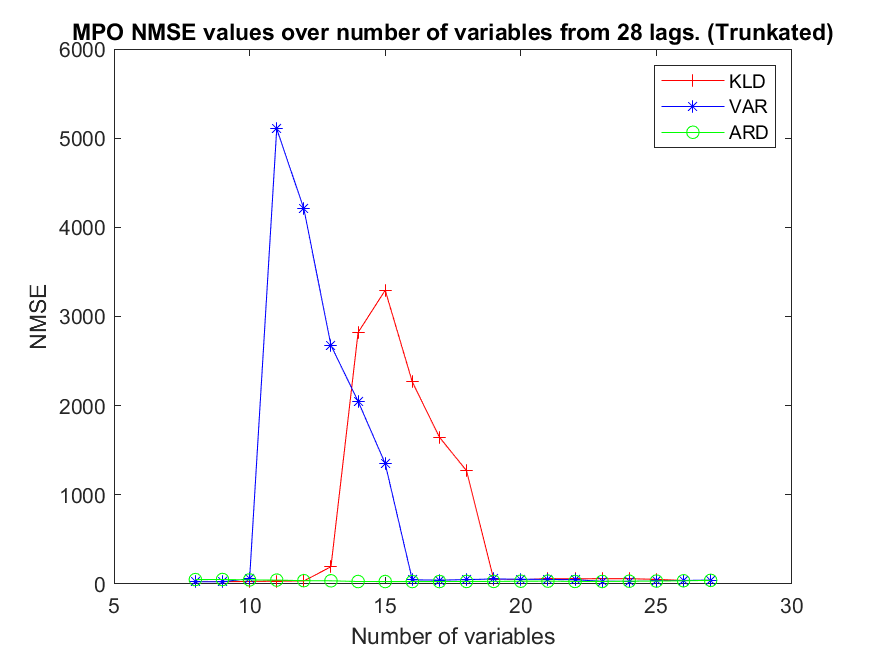 MPO NMSE values over number of variables from 28 lags. (Trunkated)
6000
5000
4000
3000
2000
1000
0
NMSE
KLD
VAR
ARD
5 10 15 20 25 30
Number of variables